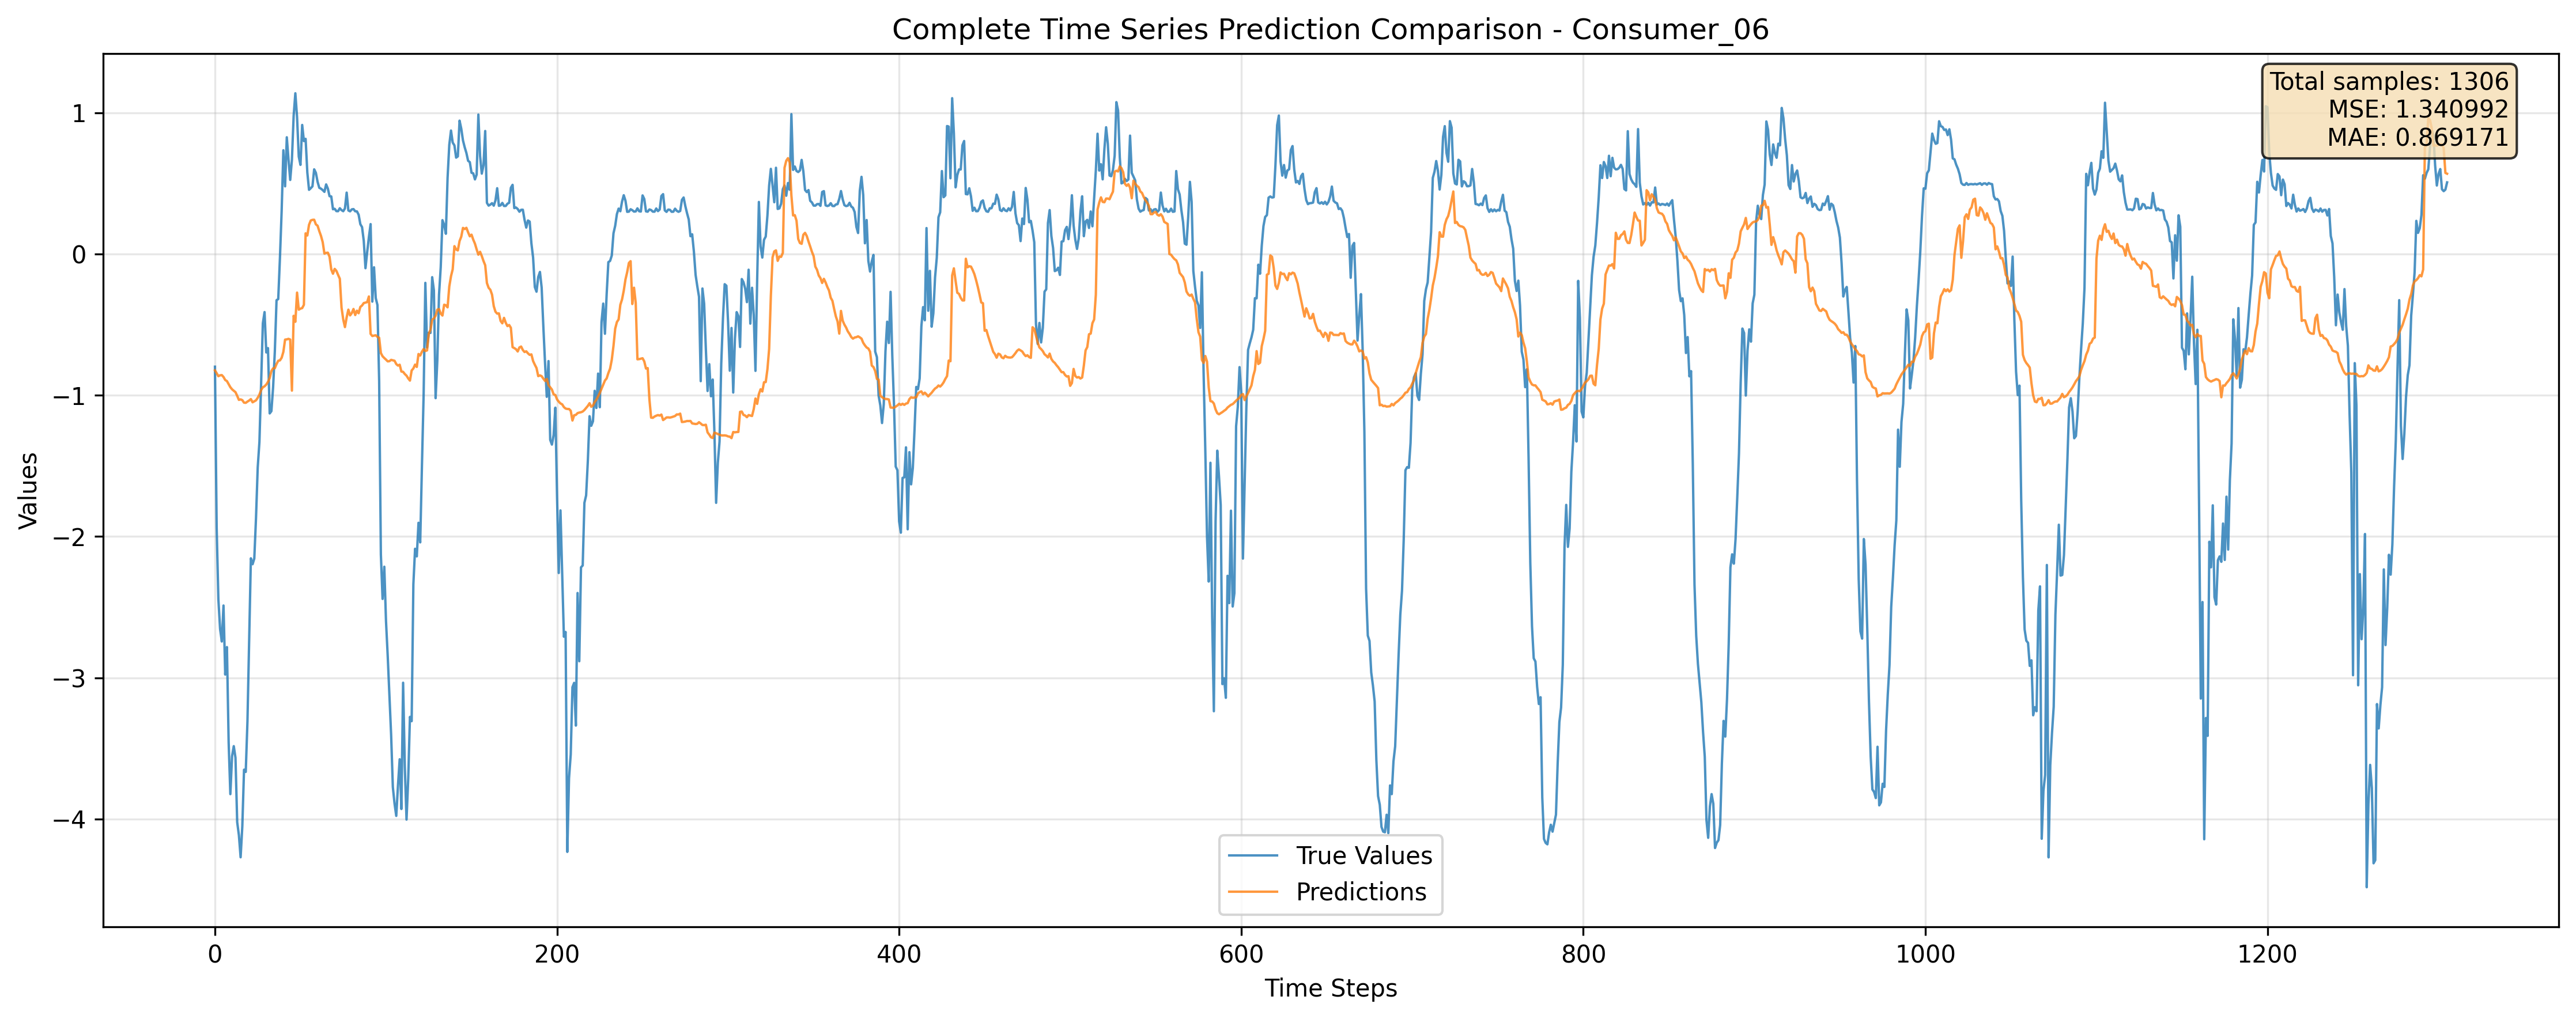 Complete Time Series Prediction Comparison - Consumer_06
Total samples: 1306
MSE: 1.340992
MAE: 0.869171
Values
1
0
−1
−2
−3
−4
True Values
Predictions
0 200 400 600 800 1000 1200
Time Steps